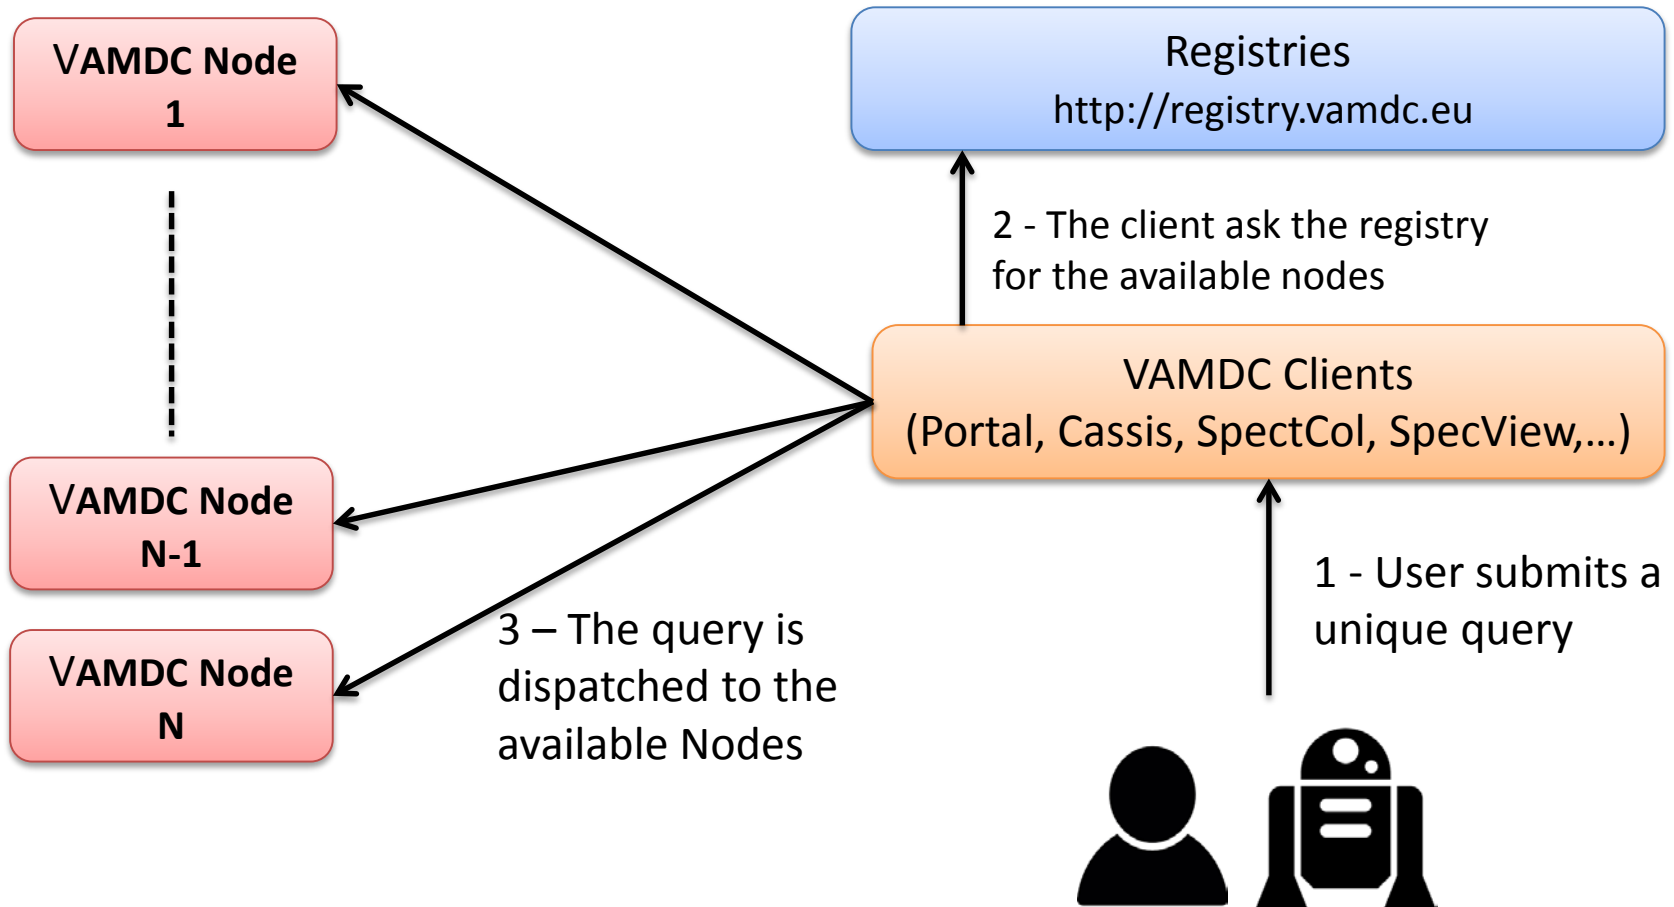 VAMDC Node
1
Registries
http://registry.vamdc.eu
2 - The client ask the registry
for the available nodes
VAMDC Clients
(Portal, Cassis, SpectCol, SpecView,...)
VAMDC Node
N-1
1 - User submits a
unique query
3 – The query is
dispatched to the
available Nodes
VAMDC Node
N